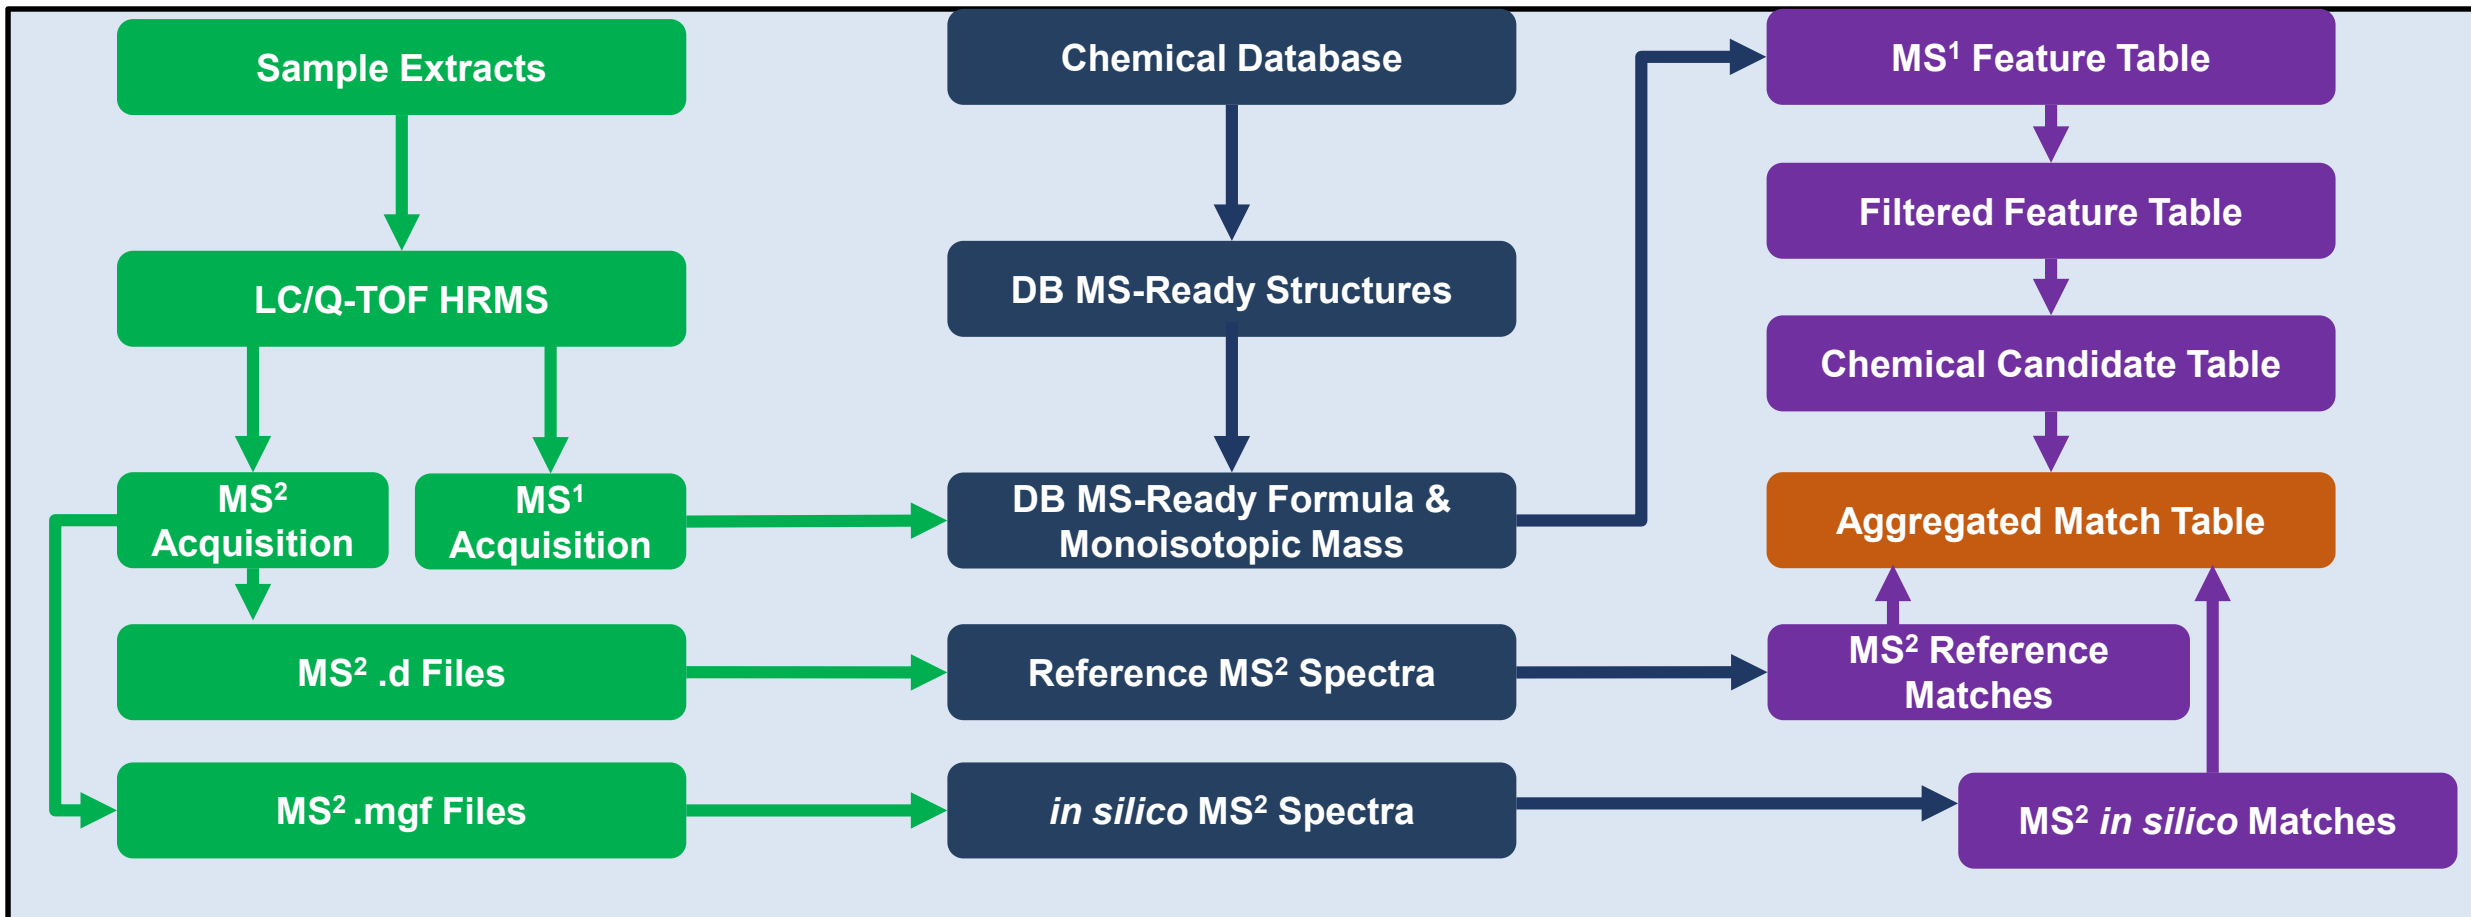 Sample Extracts
LC/Q-TOF HRMS
MS²
Acquisition
MS¹
Acquisition
MS² .d Files
MS² .mgf Files
Chemical Database
DB MS-Ready Structures
DB MS-Ready Formula &
Monoisotopic Mass
Reference MS² Spectra
in silico MS² Spectra
MS¹ Feature Table
Filtered Feature Table
Chemical Candidate Table
Aggregated Match Table
MS² Reference
Matches
MS² in silico Matches